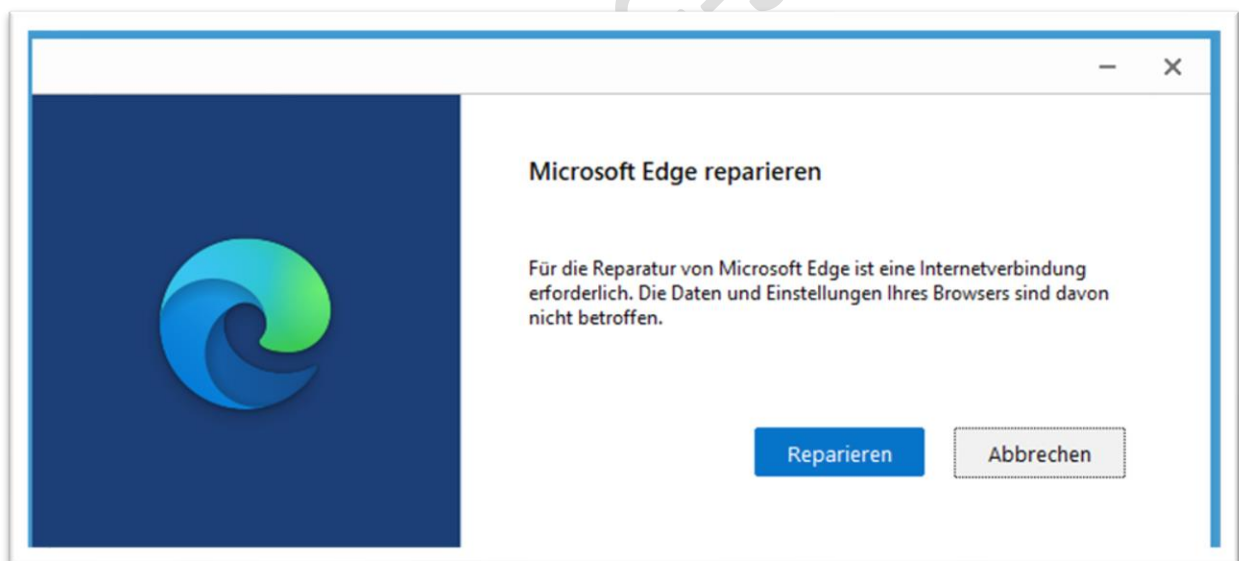 Microsoft Edge reparieren
Für die Reparatur von Microsoft Edge ist eine Internetverbindung
erforderlich. Die Daten und Einstellungen Ihres Browsers sind davon
nicht betroffen.
Reparieren Abbrechen